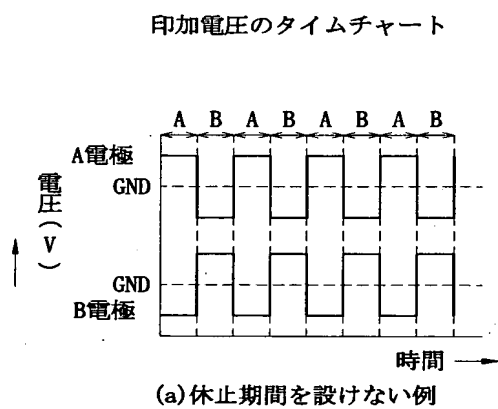 印加電圧のタイムチャート
A B A B A B A B
A電極
GND
電圧(V)
GND
B電極
時間
(a)休止期間を設けない例